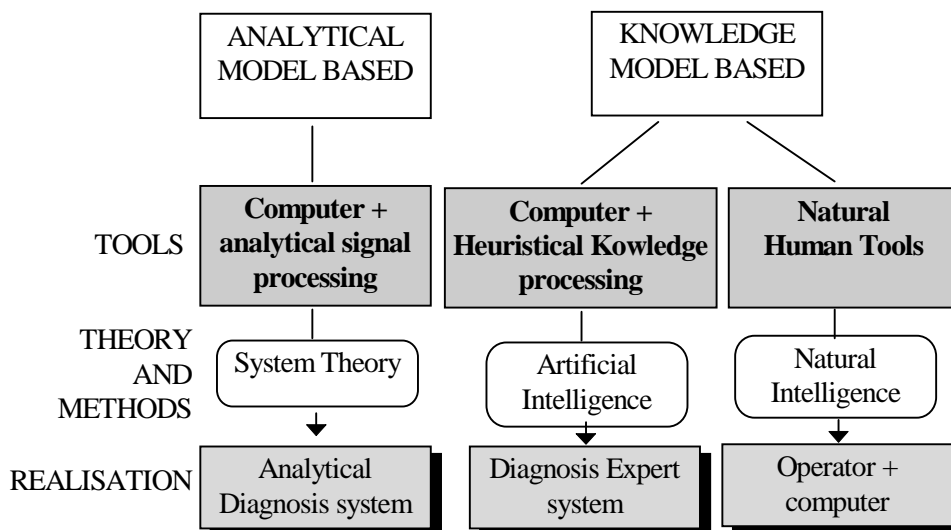 ANALYTICAL
MODEL BASED
KNOWLEDGE
MODEL BASED
TOOLS
Computer +
analytical signal
processing
Computer +
Heuristical Kowledge
processing
Natural
Human Tools
THEORY
AND
METHODS
System Theory
Artificial
Intelligence
Natural
Intelligence
REALISATION
Analytical
Diagnosis system
Diagnosis Expert
system
Operator +
computer